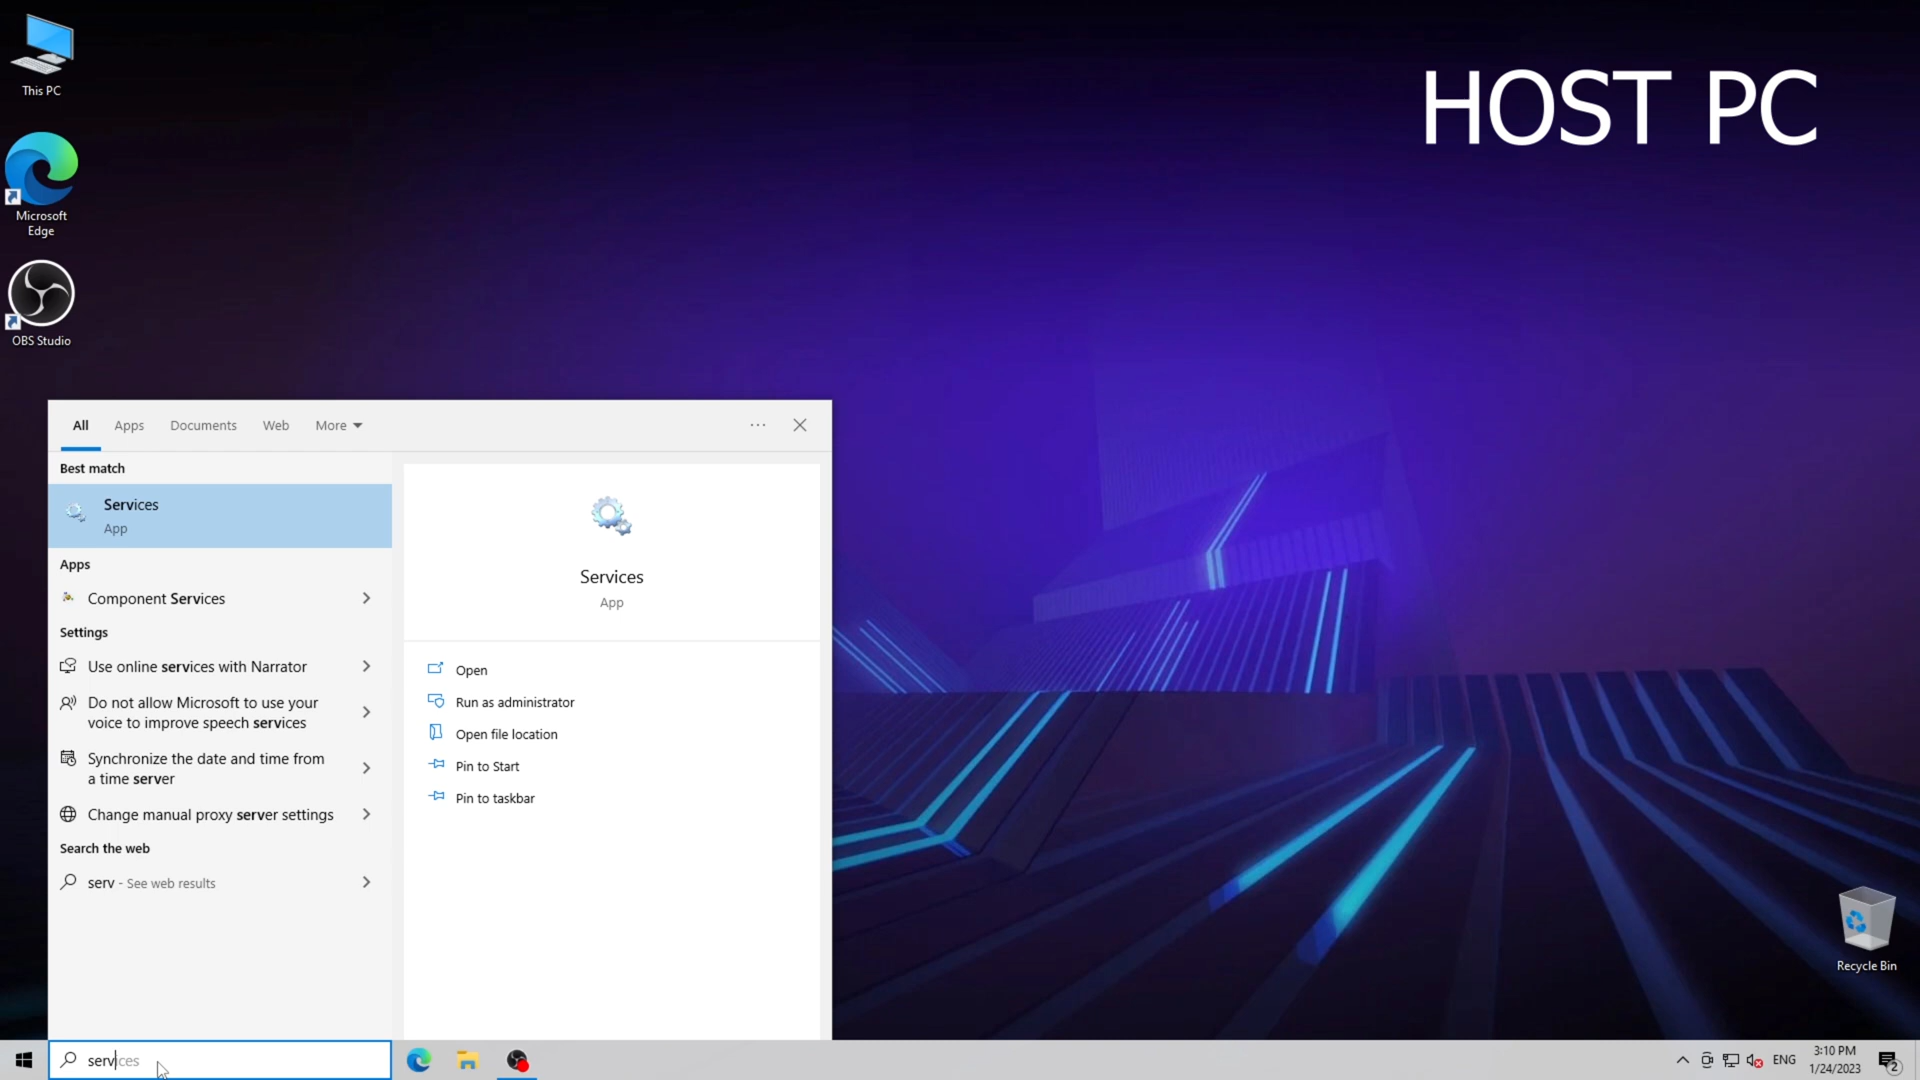 This PC
Microsoft
Edge
OBS Studio
HOST PC
All
Apps
Documents
Web
More
Best match
Services
App
Apps
Component Services
Settings
Use online services with Narrator
Do not allow Microsoft to use your
voice to improve speech services
Synchronize the date and time from
a time server
Change manual proxy server settings
Search the web
serv - See web results
Services
App
Open
Run as administrator
Open file location
Pin to Start
Pin to taskbar
Recycle Bin
services
ENG
3:10 PM
1/24/2023
2